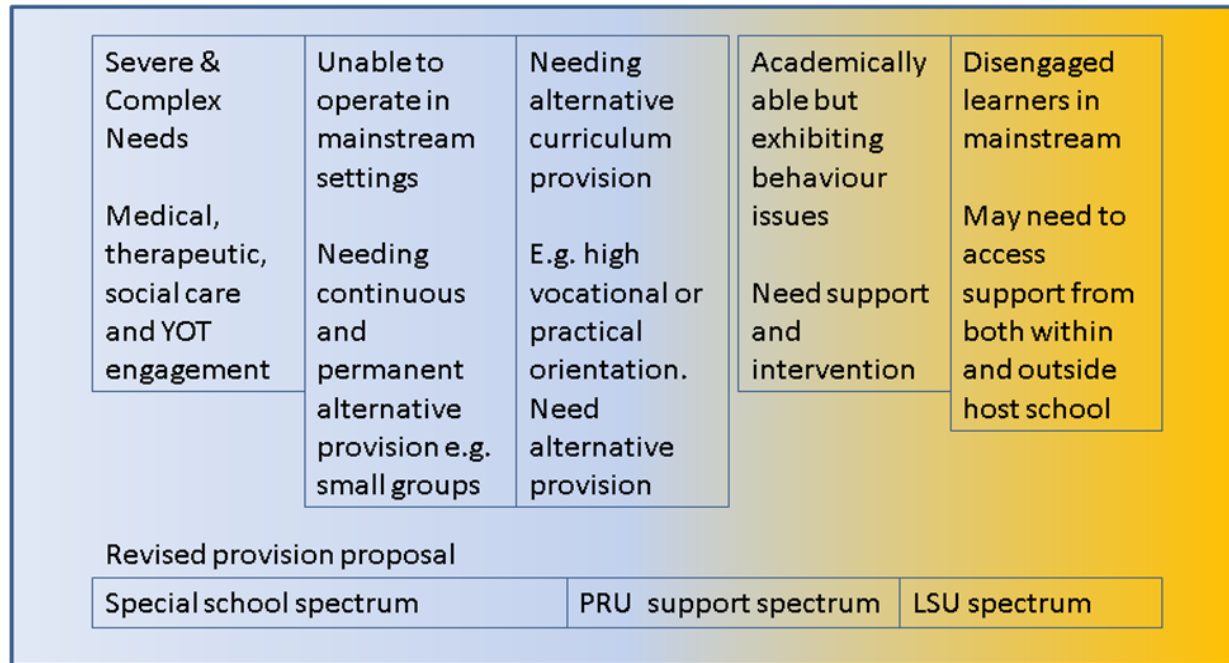 Severe &
Complex
Needs
Medical,
therapeutic,
social care
and YOT
engagement
Unable to
operate in
mainstream
settings
Needing
continuous
and
permanent
alternative
provision e.g.
small groups
Needing
alternative
curriculum
provision
E.g. high
vocational or
practical
orientation.
Need
alternative
provision
Academically
able but
exhibiting
behaviour
issues
Need support
and
intervention
Disengaged
learners in
mainstream
May need to
access
support from
both within
and outside
host school
Revised provision proposal
Special school spectrum
PRU support spectrum
LSU spectrum